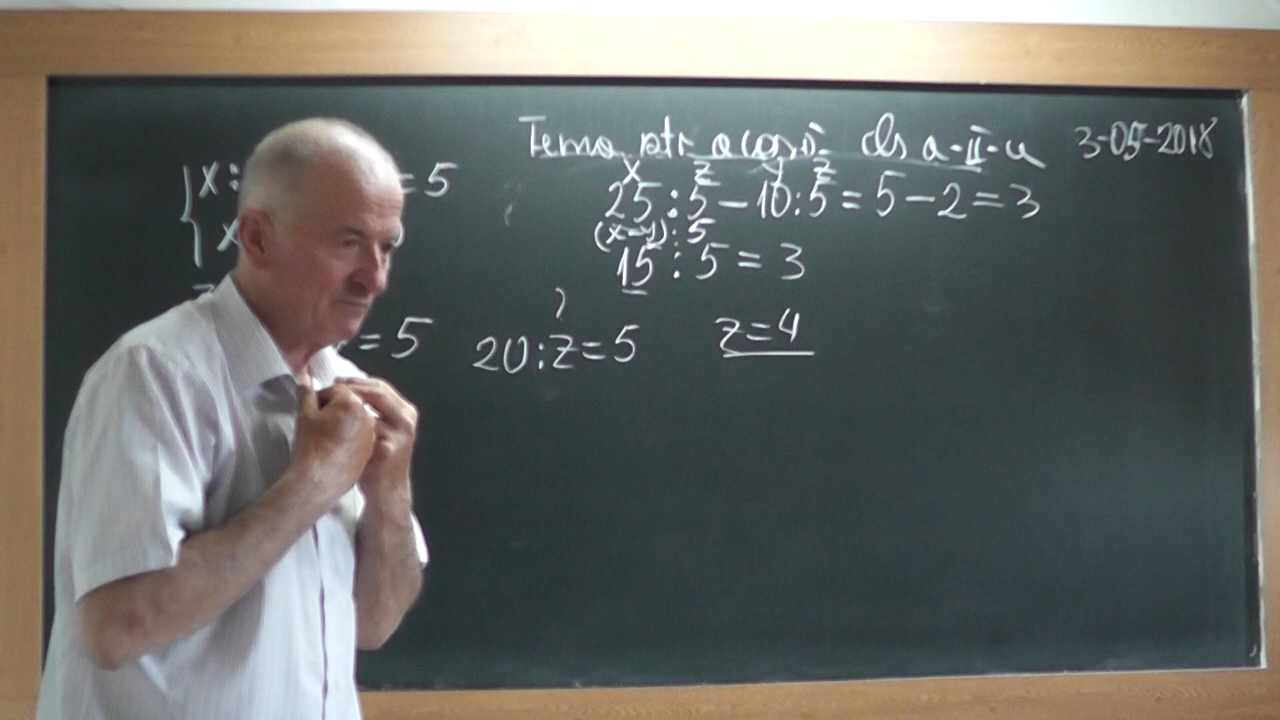 Tema ptr acasă cls a-II-a 3-05-2018
x: =5
x z y z
25:5-10:5=5-2=3
x
(x-y):5
15:5=3
?
=5 20:z=5 z=4